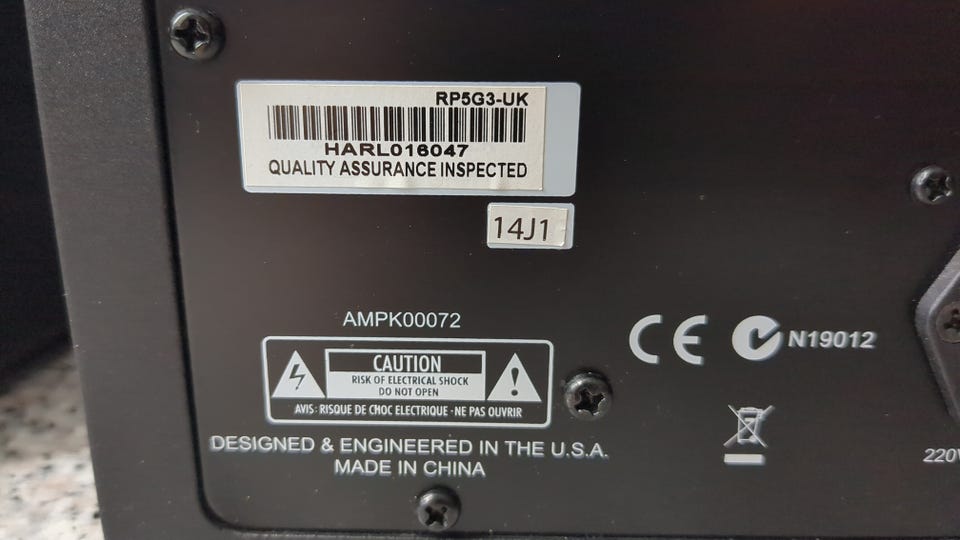 RP5G3-UK
HARL016047
QUALITY ASSURANCE INSPECTED
14J1
AMPK00072
CAUTION
RISK OF ELECTRICAL SHOCK
DO NOT OPEN
AVIS: RISQUE DE CHOC ELECTRIQUE - NE PAS OUVRIR
DESIGNED & ENGINEERED IN THE U.S.A.
MADE IN CHINA
CE
N19012
220V